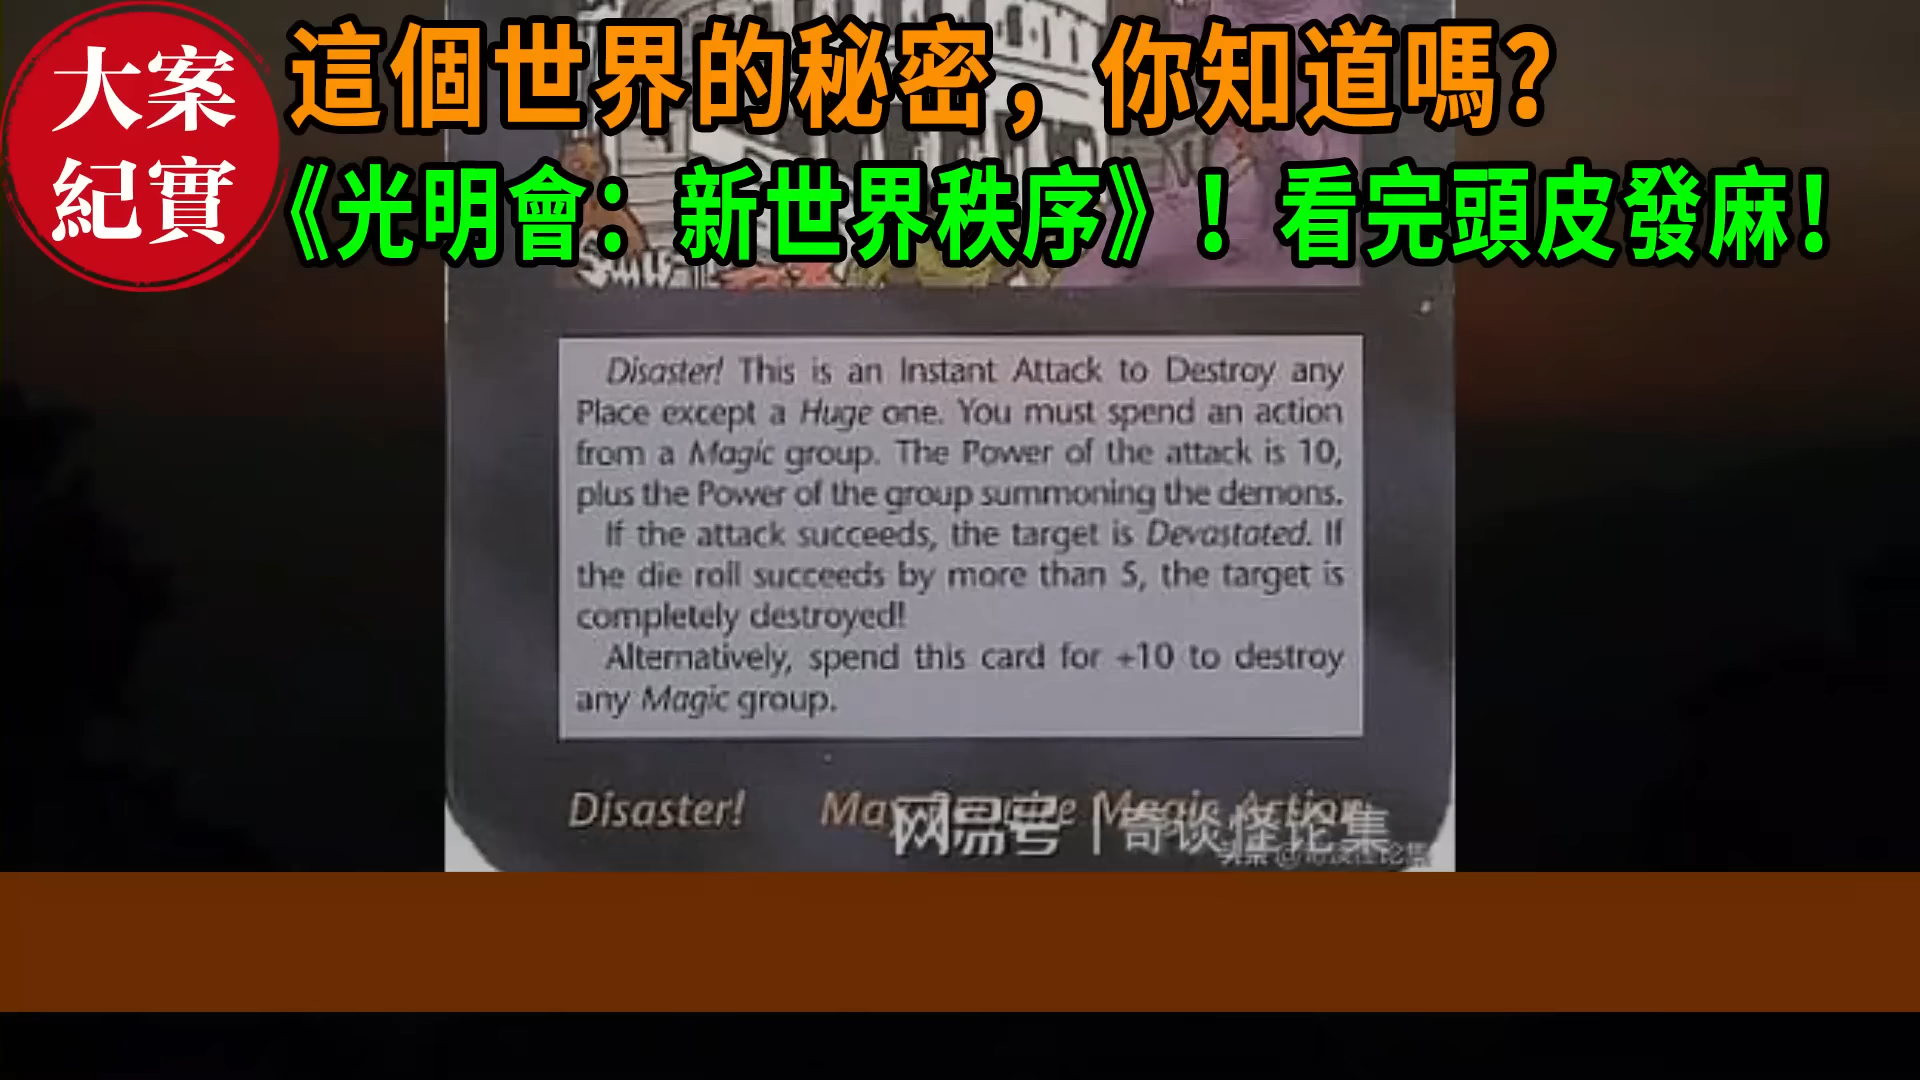 大案
紀實
這個世界的秘密，你知道嗎？
《光明會：新世界秩序》！看完頭皮發麻！
Disaster! This is an Instant Attack to Destroy any
Place except a Huge one. You must spend an action
from a Magic group. The Power of the attack is 10,
plus the Power of the group summoning the demons.
If the attack succeeds, the target is Devastated. If
the die roll succeeds by more than 5, the target is
completely destroyed!
Alternatively, spend this card for +10 to destroy
any Magic group.
Disaster! Magic Action
网易号 | 奇谈怪论集